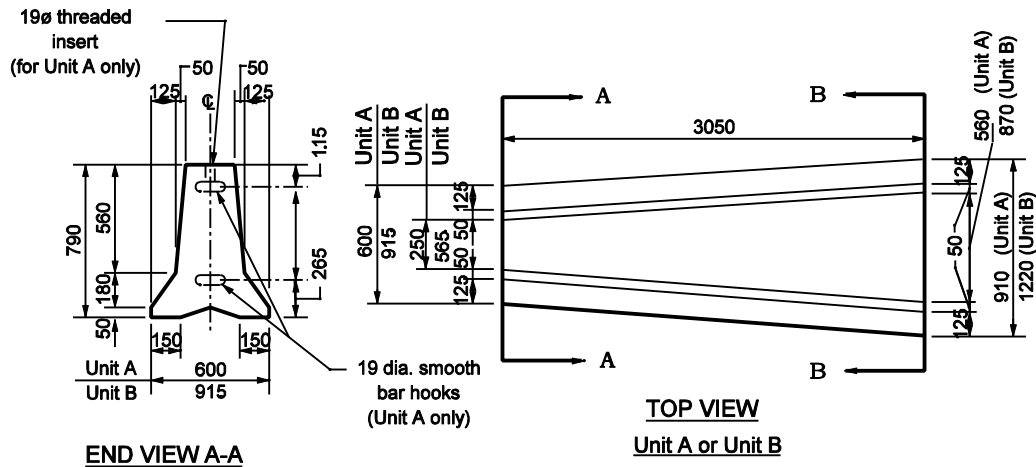 19ø threaded
insert
(for Unit A only)
50
50
125
125
℄
1.15
790
560
180
50
265
150
150
Unit A
600
Unit B
915
19 dia. smooth
bar hooks
(Unit A only)
END VIEW A-A
Unit A
Unit B
Unit A
Unit B
600
915
250
565
125
50
50
125
A
A
3050
B
B
125
50
125
560 (Unit A)
870 (Unit B)
910 (Unit A)
1220 (Unit B)
TOP VIEW
Unit A or Unit B